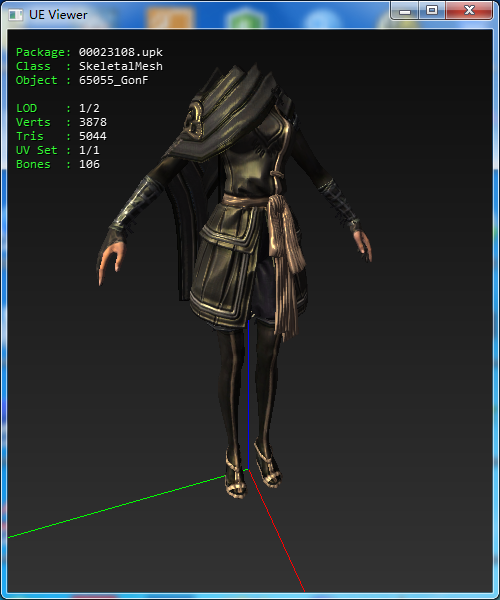 UE Viewer
Package: 00023108.upk
Class : SkeletalMesh
Object : 65055_GonF
LOD : 1/2
Verts : 3878
Tris : 5044
UV Set : 1/1
Bones : 106